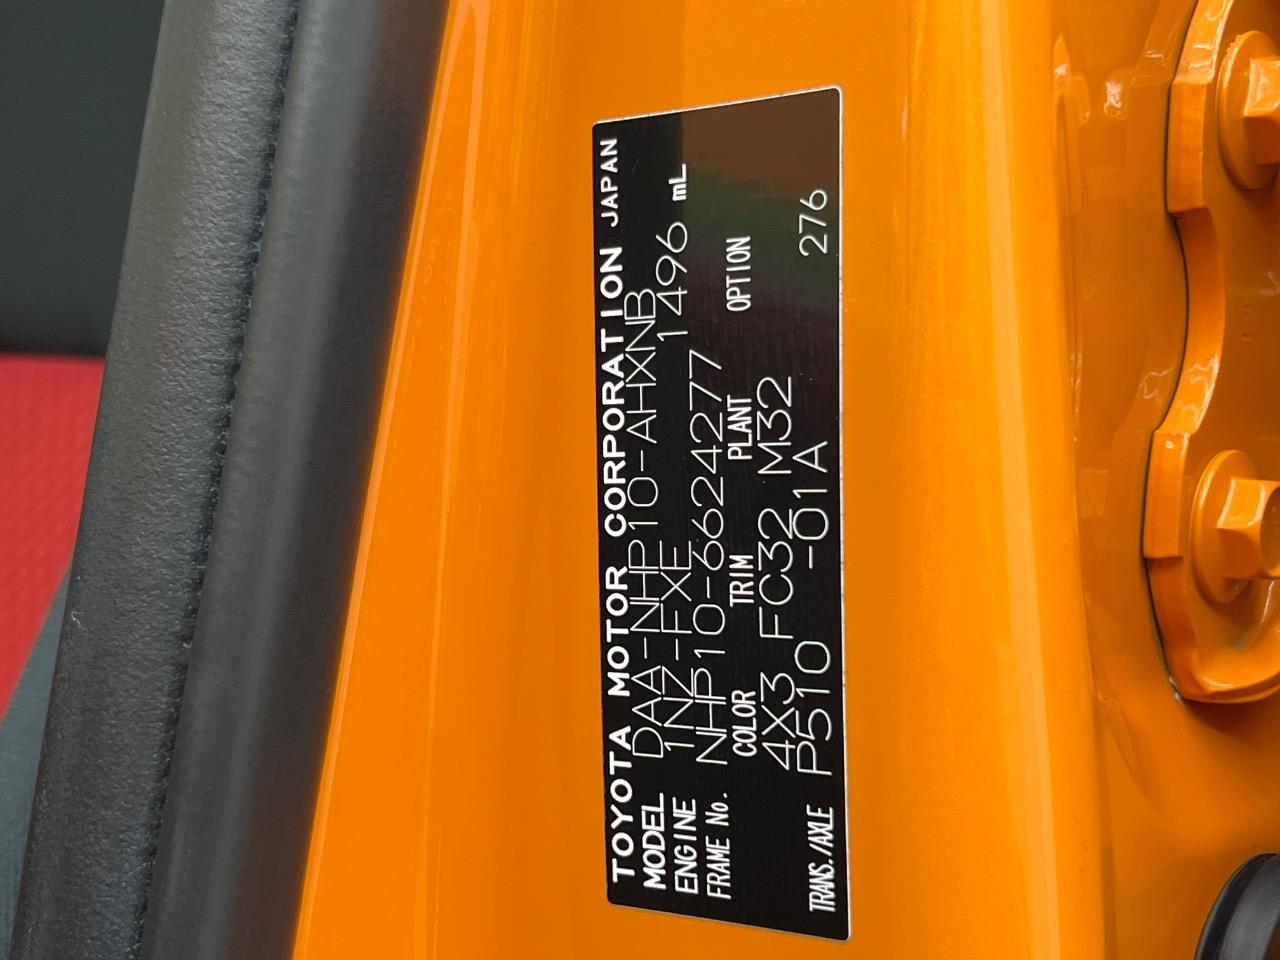 TOYOTA MOTOR CORPORATION JAPAN
MODEL DAA-NHP10-AHXNB
ENGINE 1NZ-FXE 1496 mL
FRAME No. NHP10-6624277
COLOR TRIM PLANT OPTION
4X3 FC32 M32
TRANS./AXLE P510 -01A 276